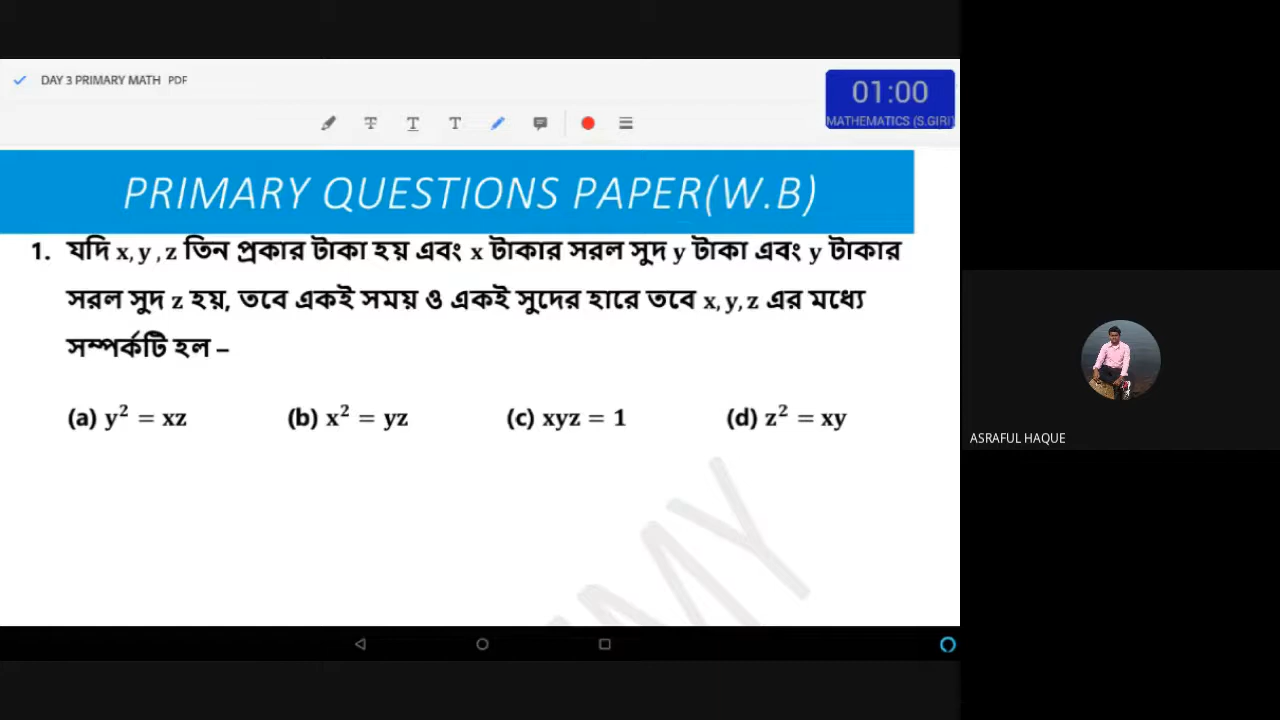 DAY 3 PRIMARY MATH PDF
01:00
MATHEMATICS (S.GIRI)
PRIMARY QUESTIONS PAPER(W.B)
1. যদি x, y , z তিন প্রকার টাকা হয় এবং x টাকার সরল সুদ y টাকা এবং y টাকার
সরল সুদ z হয়, তবে একই সময় ও একই সুদের হারে তবে x, y, z এর মধ্যে
সম্পর্কটি হল –
(a) y² = xz (b) x² = yz (c) xyz = 1 (d) z² = xy
ASRAFUL HAQUE